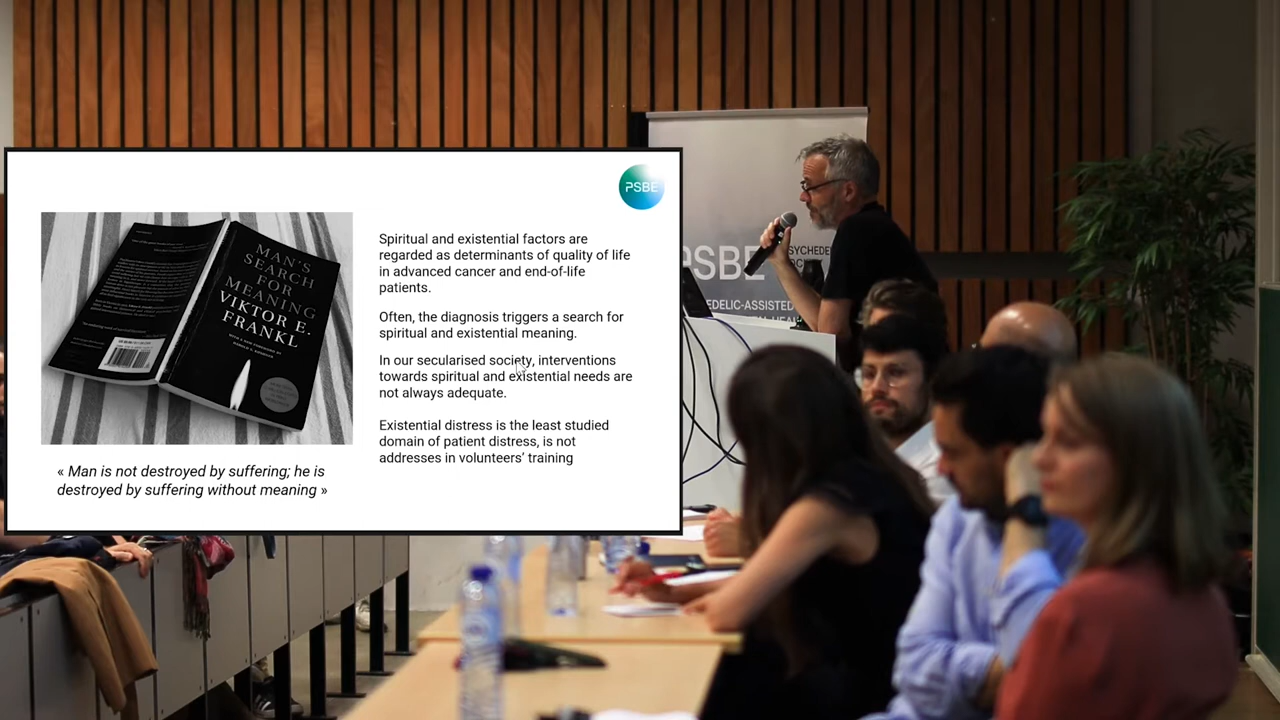 PSBE
MAN'S
SEARCH
FOR
MEANING
VIKTOR E.
FRANKL
« Man is not destroyed by suffering; he is
destroyed by suffering without meaning »
Spiritual and existential factors are
regarded as determinants of quality of life
in advanced cancer and end-of-life
patients.
Often, the diagnosis triggers a search for
spiritual and existential meaning.
In our secularised society, interventions
towards spiritual and existential needs are
not always adequate.
Existential distress is the least studied
domain of patient distress, is not
addresses in volunteers’ training
PSBE
SYCHEDE
EDELIC-ASSISTED